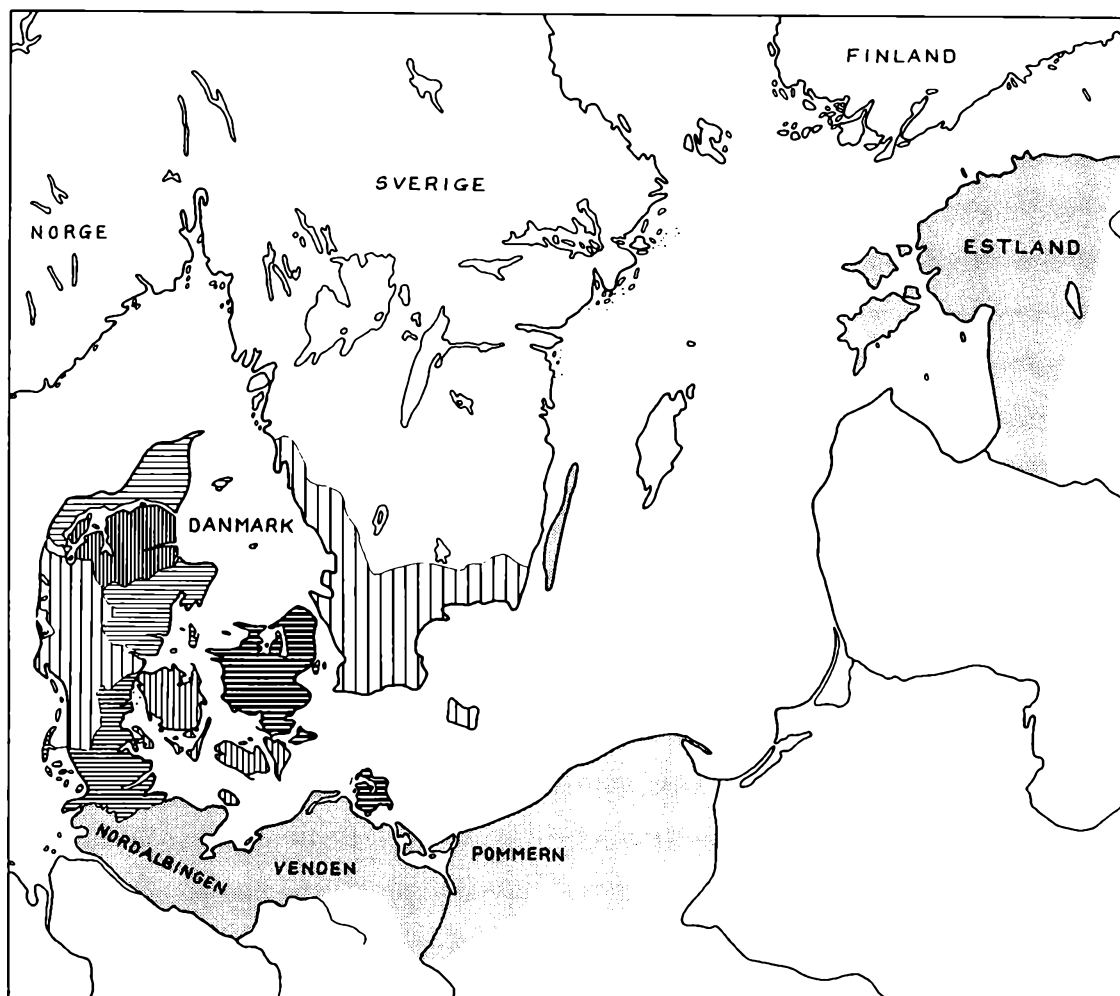 FINLAND
SVERIGE
NORGE
ESTLAND
DANMARK
NORDALBINGEN
VENDEN
POMMERN